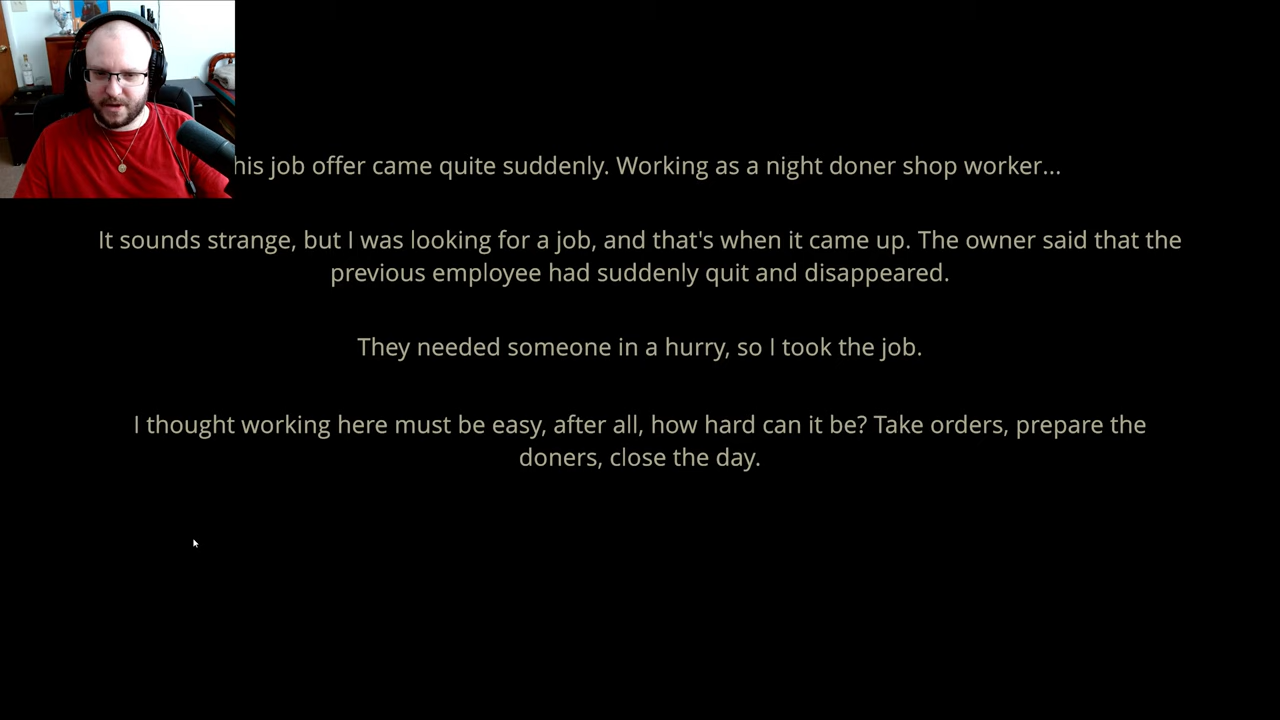 his job offer came quite suddenly. Working as a night doner shop worker...
It sounds strange, but I was looking for a job, and that's when it came up. The owner said that the
previous employee had suddenly quit and disappeared.
They needed someone in a hurry, so I took the job.
I thought working here must be easy, after all, how hard can it be? Take orders, prepare the
doners, close the day.